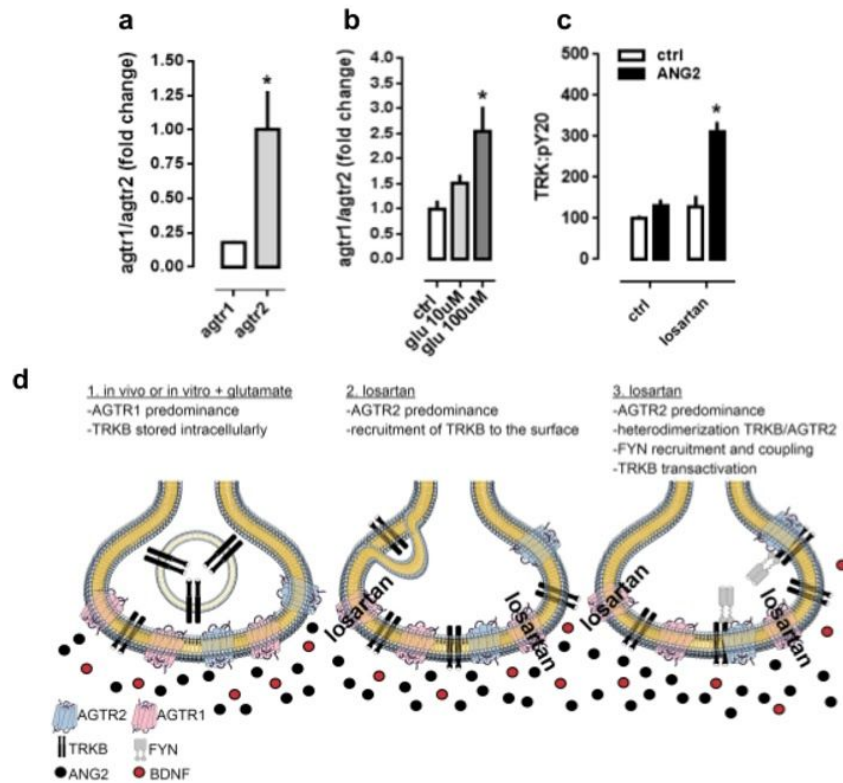 a
agtr1/agtr2 (fold change)
1.50
1.25
1.00
0.75
0.50
0.25
0.00
*
agtr1
agtr2
b
agtr1/agtr2 (fold change)
4.0
3.5
3.0
2.5
2.0
1.5
1.0
0.5
0.0
*
ctrl
glu 10uM
glu 100uM
c
TRK:pY20
500
400
300
200
100
0
ctrl
ANG2
*
ctrl
losartan
d
1. in vivo or in vitro + glutamate
-AGTR1 predominance
-TRKB stored intracellularly
2. losartan
-AGTR2 predominance
-recruitment of TRKB to the surface
3. losartan
-AGTR2 predominance
-heterodimerization TRKB/AGTR2
-FYN recruitment and coupling
-TRKB transactivation
losartan
losartan
losartan
losartan
AGTR2
AGTR1
TRKB
FYN
ANG2
BDNF